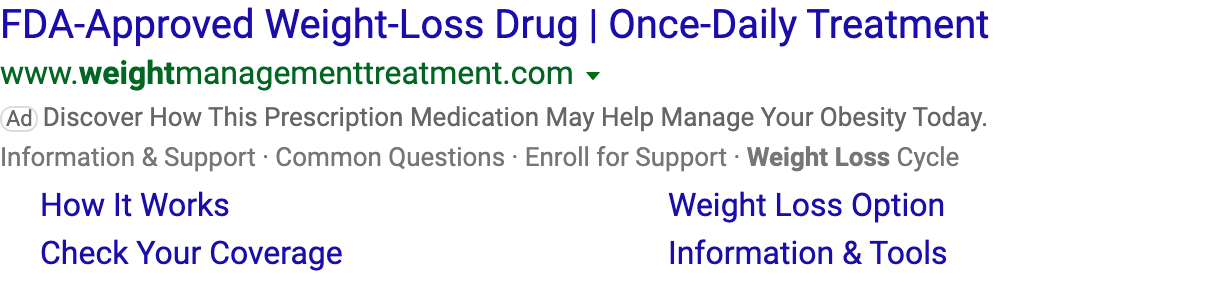 FDA-Approved Weight-Loss Drug | Once-Daily Treatment
www.weightmanagementtreatment.com
Ad Discover How This Prescription Medication May Help Manage Your Obesity Today.
Information & Support · Common Questions · Enroll for Support · Weight Loss Cycle
How It Works Weight Loss Option
Check Your Coverage Information & Tools